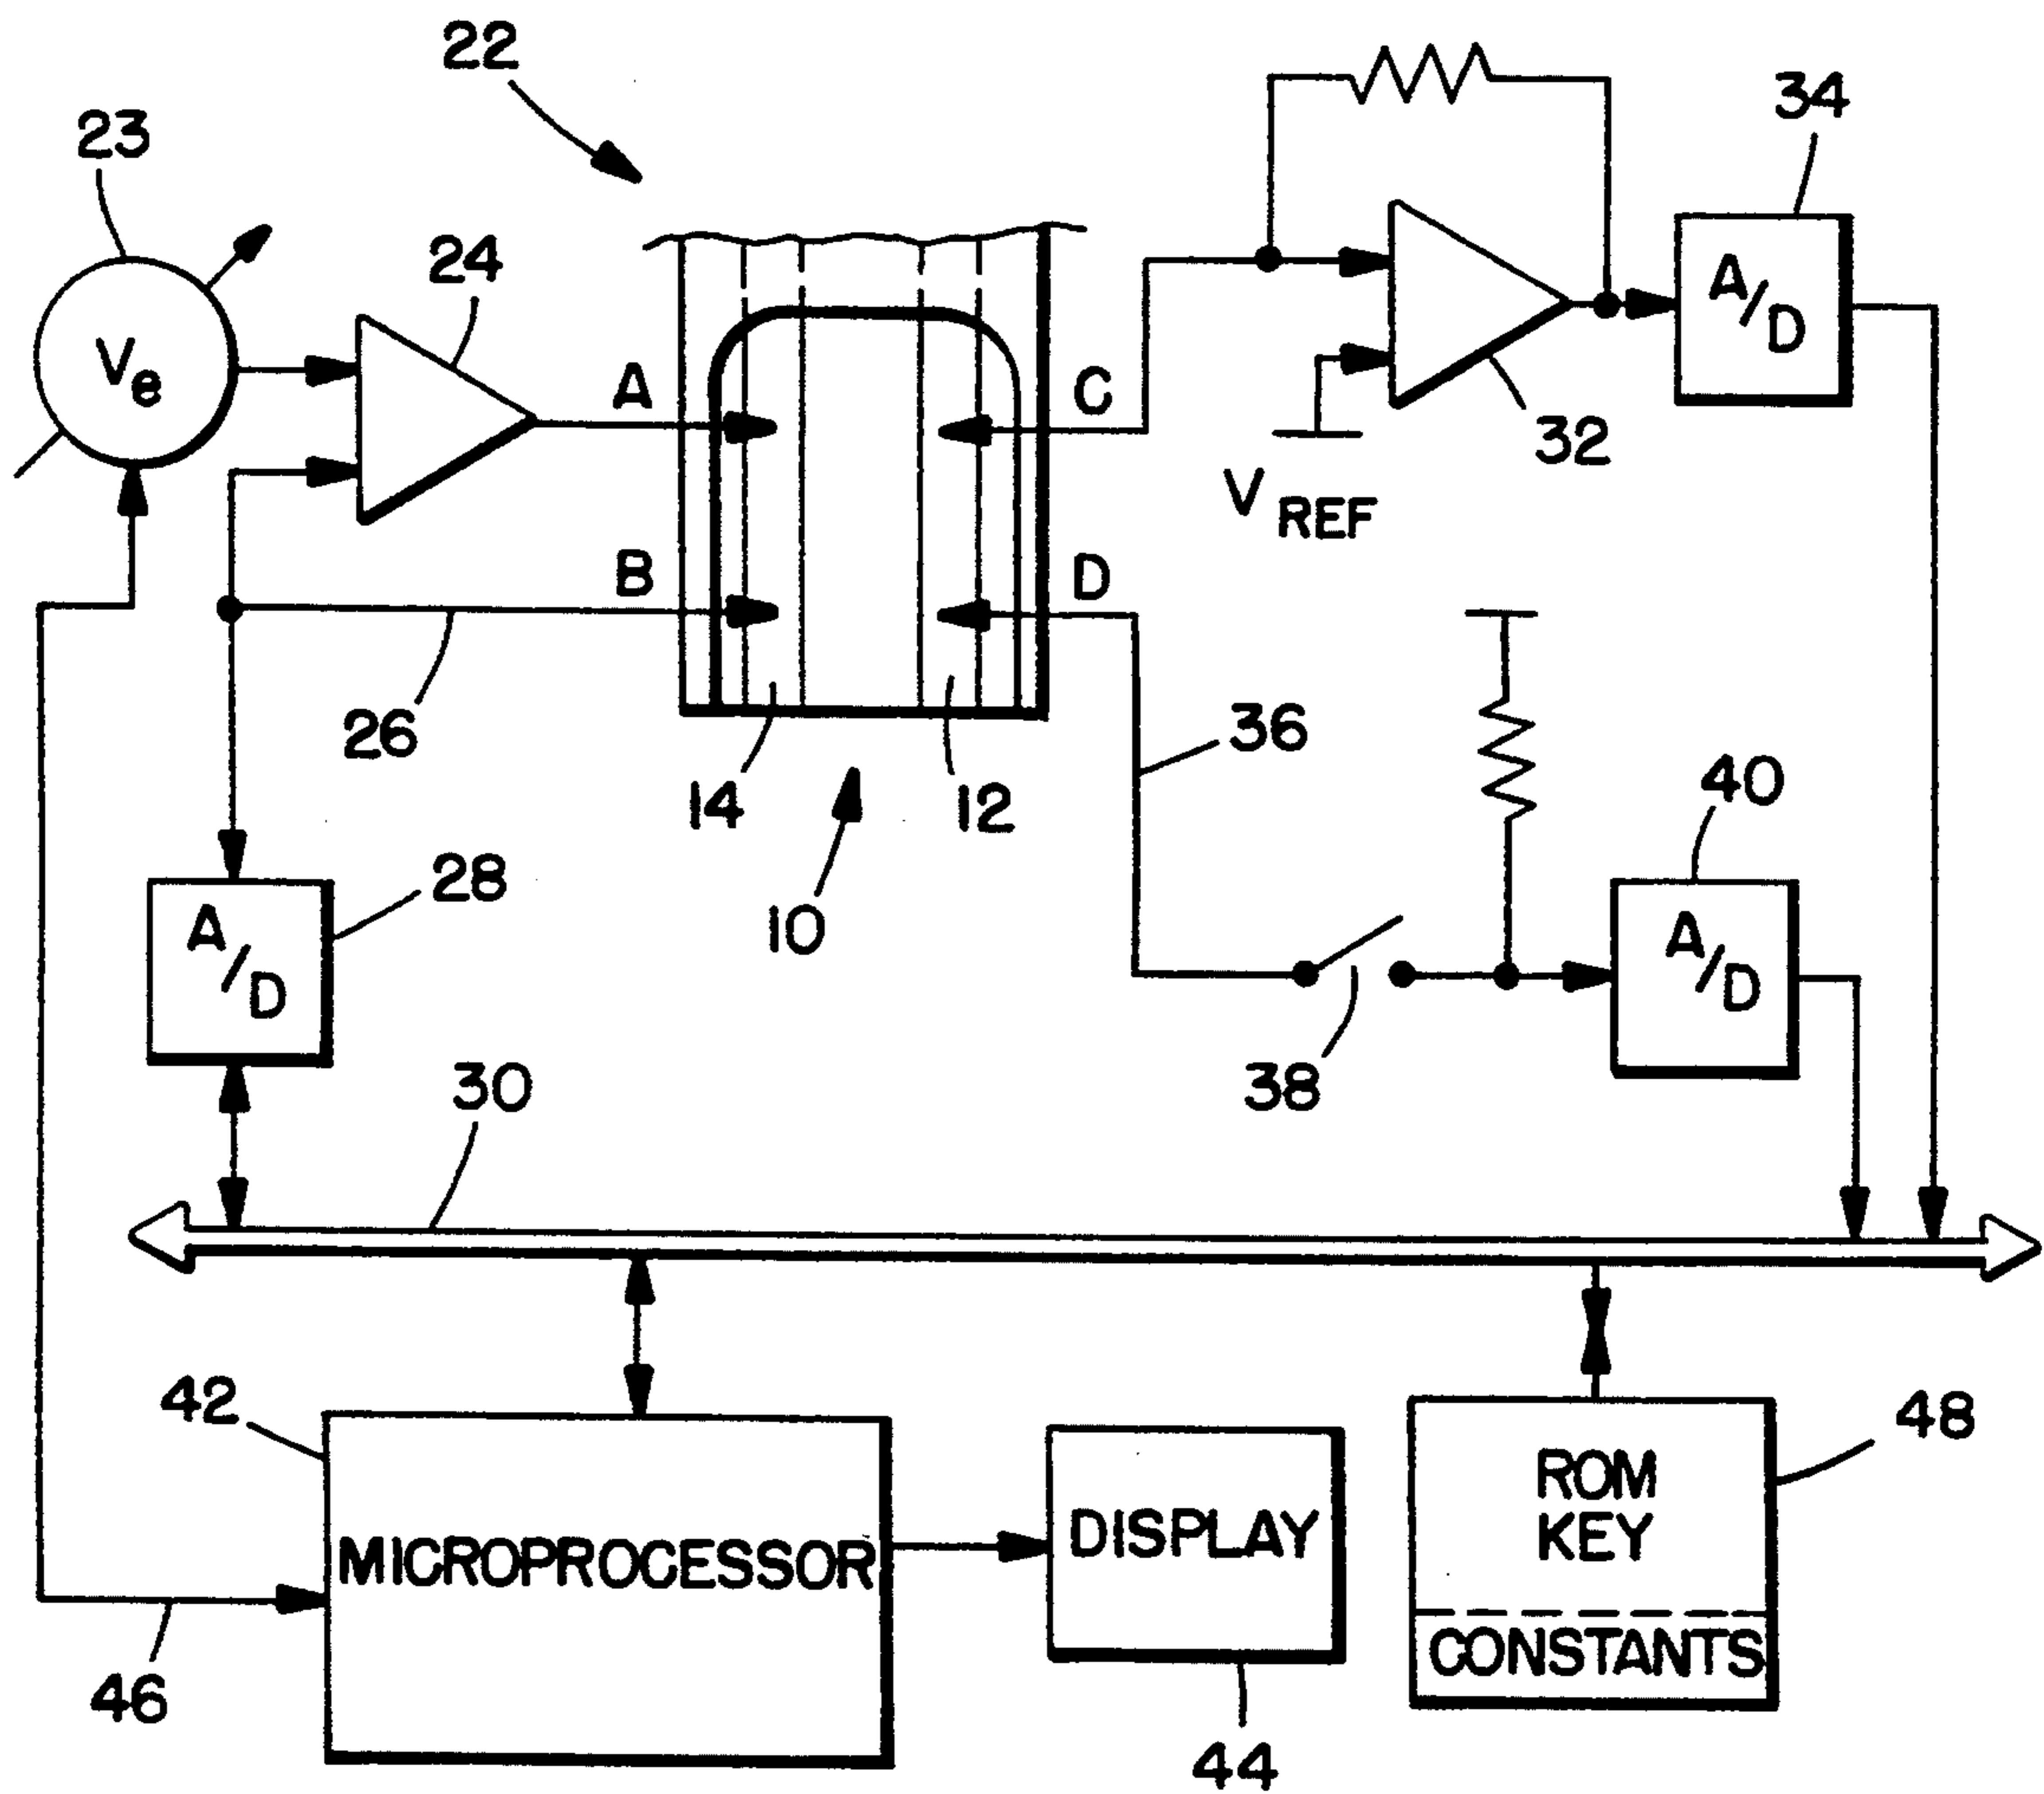 22
23
34
24
A/D
Ve
A
C
32
VREF
B
D
26
36
14
12
40
28
10
A/D
A/D
38
30
42
48
ROM
KEY
DISPLAY
MICROPROCESSOR
CONSTANTS
46
44